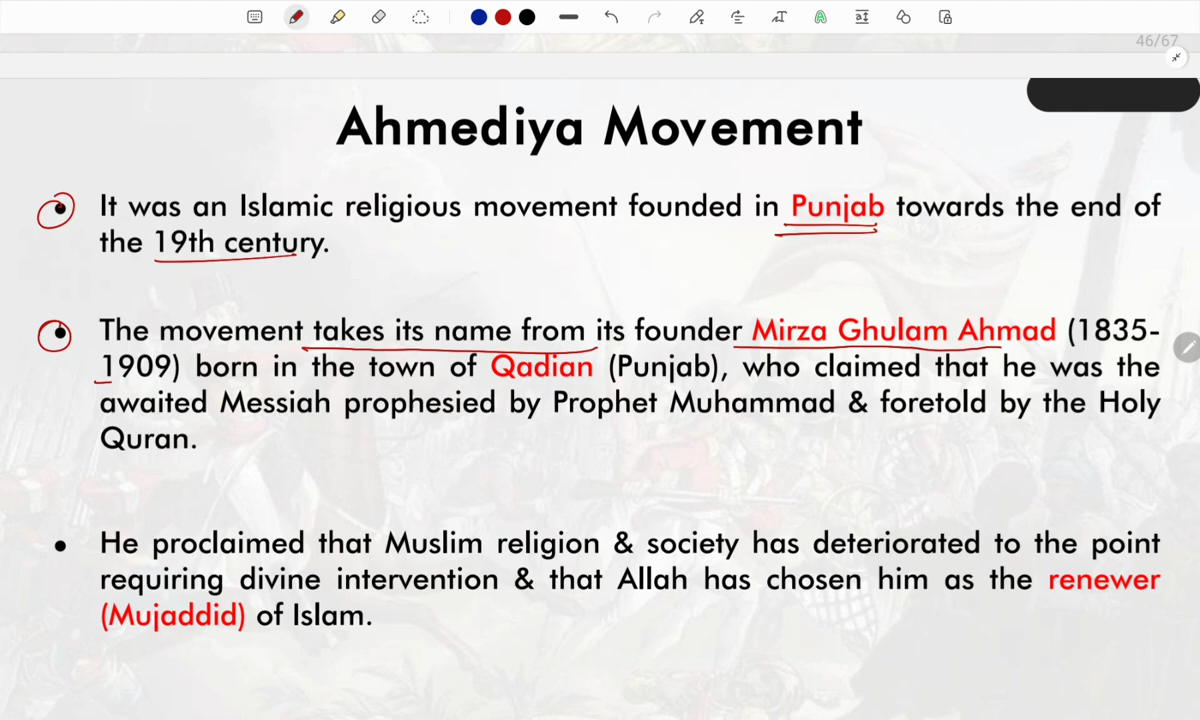 46/67
Ahmediya Movement
It was an Islamic religious movement founded in Punjab towards the end of
the 19th century.
The movement takes its name from its founder Mirza Ghulam Ahmad (1835-
1909) born in the town of Qadian (Punjab), who claimed that he was the
awaited Messiah prophesied by Prophet Muhammad & foretold by the Holy
Quran.
He proclaimed that Muslim religion & society has deteriorated to the point
requiring divine intervention & that Allah has chosen him as the renewer
(Mujaddid) of Islam.